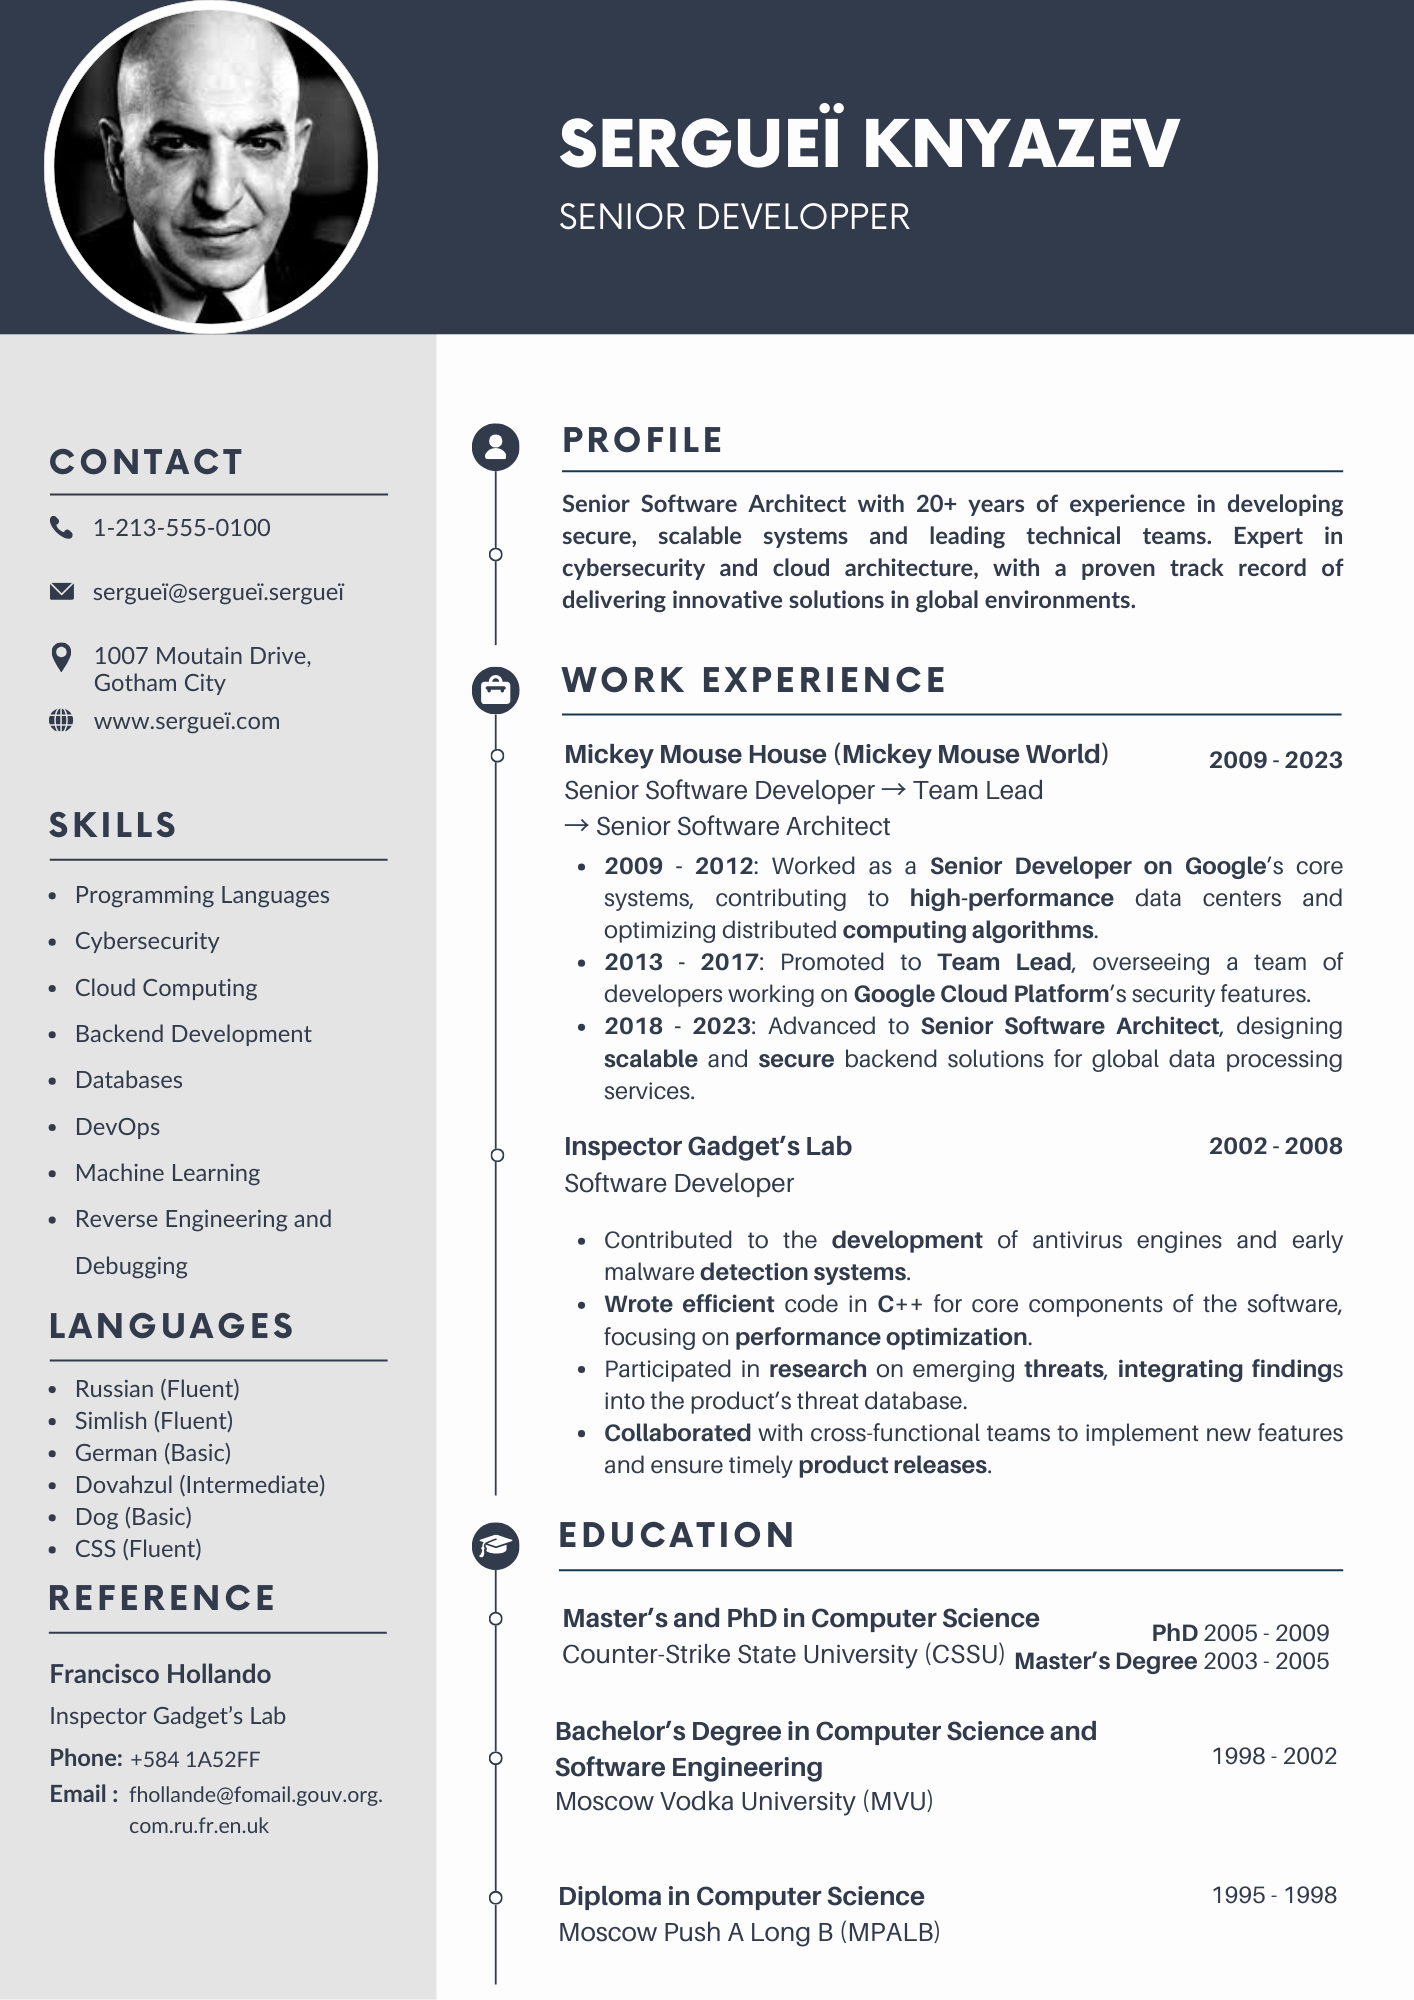 SERGUEÏ KNYAZEV
SENIOR DEVELOPPER
CONTACT
1-213-555-0100
sergueï@sergueï.sergueï
1007 Moutain Drive,
Gotham City
www.sergueï.com
SKILLS
• Programming Languages
• Cybersecurity
• Cloud Computing
• Backend Development
• Databases
• DevOps
• Machine Learning
• Reverse Engineering and
Debugging
LANGUAGES
• Russian (Fluent)
• Simlish (Fluent)
• German (Basic)
• Dovahzul (Intermediate)
• Dog (Basic)
• CSS (Fluent)
REFERENCE
Francisco Hollando
Inspector Gadget's Lab
Phone: +584 1A52FF
Email : fhollande@fomail.gouv.org.
com.ru.fr.en.uk
PROFILE
Senior Software Architect with 20+ years of experience in developing
secure, scalable systems and leading technical teams. Expert in
cybersecurity and cloud architecture, with a proven track record of
delivering innovative solutions in global environments.
WORK EXPERIENCE
Mickey Mouse House (Mickey Mouse World) 2009 - 2023
Senior Software Developer → Team Lead
→ Senior Software Architect
• 2009 - 2012: Worked as a Senior Developer on Google's core
systems, contributing to high-performance data centers and
optimizing distributed computing algorithms.
• 2013 - 2017: Promoted to Team Lead, overseeing a team of
developers working on Google Cloud Platform's security features.
• 2018 - 2023: Advanced to Senior Software Architect, designing
scalable and secure backend solutions for global data processing
services.
Inspector Gadget's Lab 2002 - 2008
Software Developer
• Contributed to the development of antivirus engines and early
malware detection systems.
• Wrote efficient code in C++ for core components of the software,
focusing on performance optimization.
• Participated in research on emerging threats, integrating findings
into the product's threat database.
• Collaborated with cross-functional teams to implement new features
and ensure timely product releases.
EDUCATION
Master's and PhD in Computer Science
PhD 2005 - 2009
Counter-Strike State University (CSSU)
Master's Degree 2003 - 2005
Bachelor's Degree in Computer Science and
Software Engineering
1998 - 2002
Moscow Vodka University (MVU)
Diploma in Computer Science 1995 - 1998
Moscow Push A Long B (MPALB)